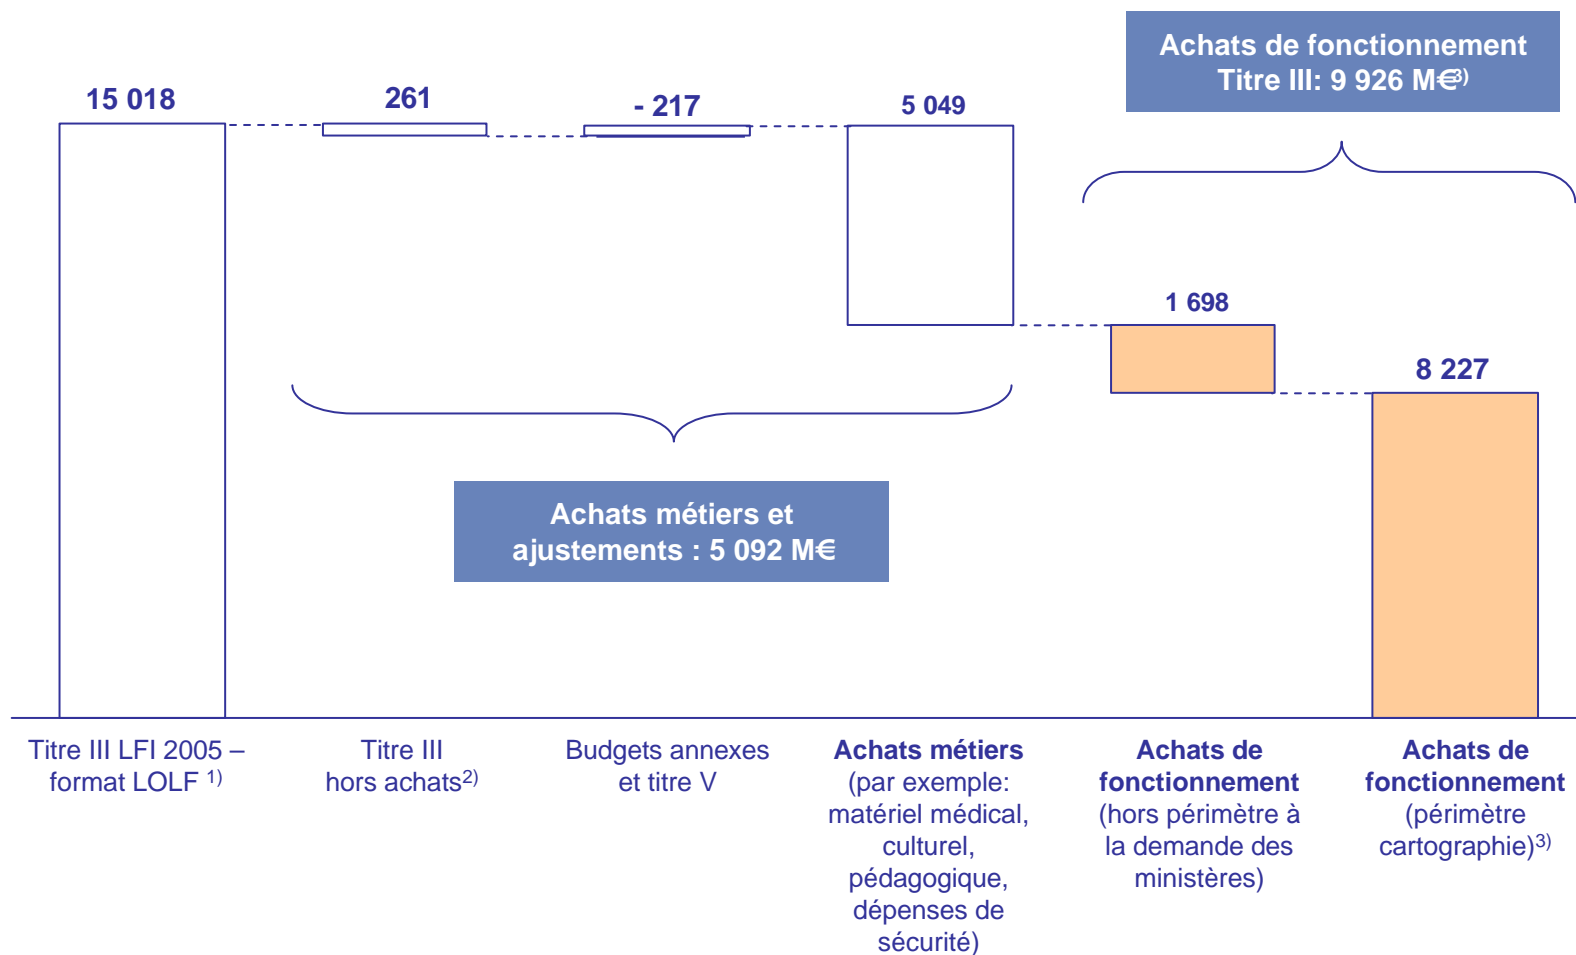 Achats de fonctionnement
Titre III: 9 926 M€3)
15 018
261
- 217
5 049
1 698
8 227
Achats métiers et
ajustements : 5 092 M€
Titre III LFI 2005 –
format LOLF 1)
Titre III
hors achats2)
Budgets annexes
et titre V
Achats métiers
(par exemple:
matériel médical,
culturel,
pédagogique,
dépenses de
sécurité)
Achats de
fonctionnement
(hors périmètre à
la demande des
ministères)
Achats de
fonctionnement
(périmètre
cartographie)3)